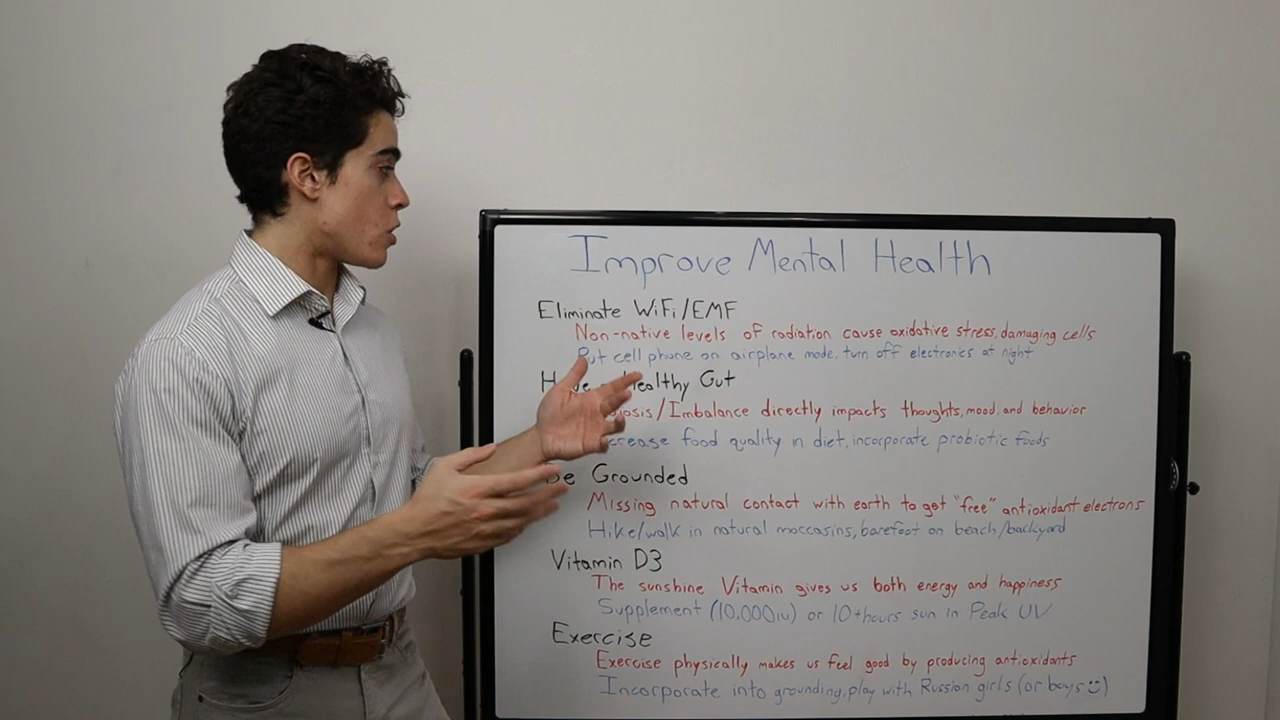 Improve Mental Health
Eliminate WiFi/EMF
Non-native levels of radiation cause oxidative stress, damaging cells
Put cell phone on airplane mode, turn off electronics at night
Healthy Gut
/Imbalance directly impacts thoughts, mood, and behavior
food quality in diet, incorporate probiotic foods
Be Grounded
Missing natural contact with earth to get "free" antioxidant electrons
Hike/walk in natural moccasins, barefoot on beach/backyard
Vitamin D3
The sunshine Vitamin gives us both energy and happiness
Supplement (10,000iu) or 10+hours sun in Peak UV
Exercise
Exercise physically makes us feel good by producing antioxidants
Incorporate into grounding, play with Russian girls (or boys☺)